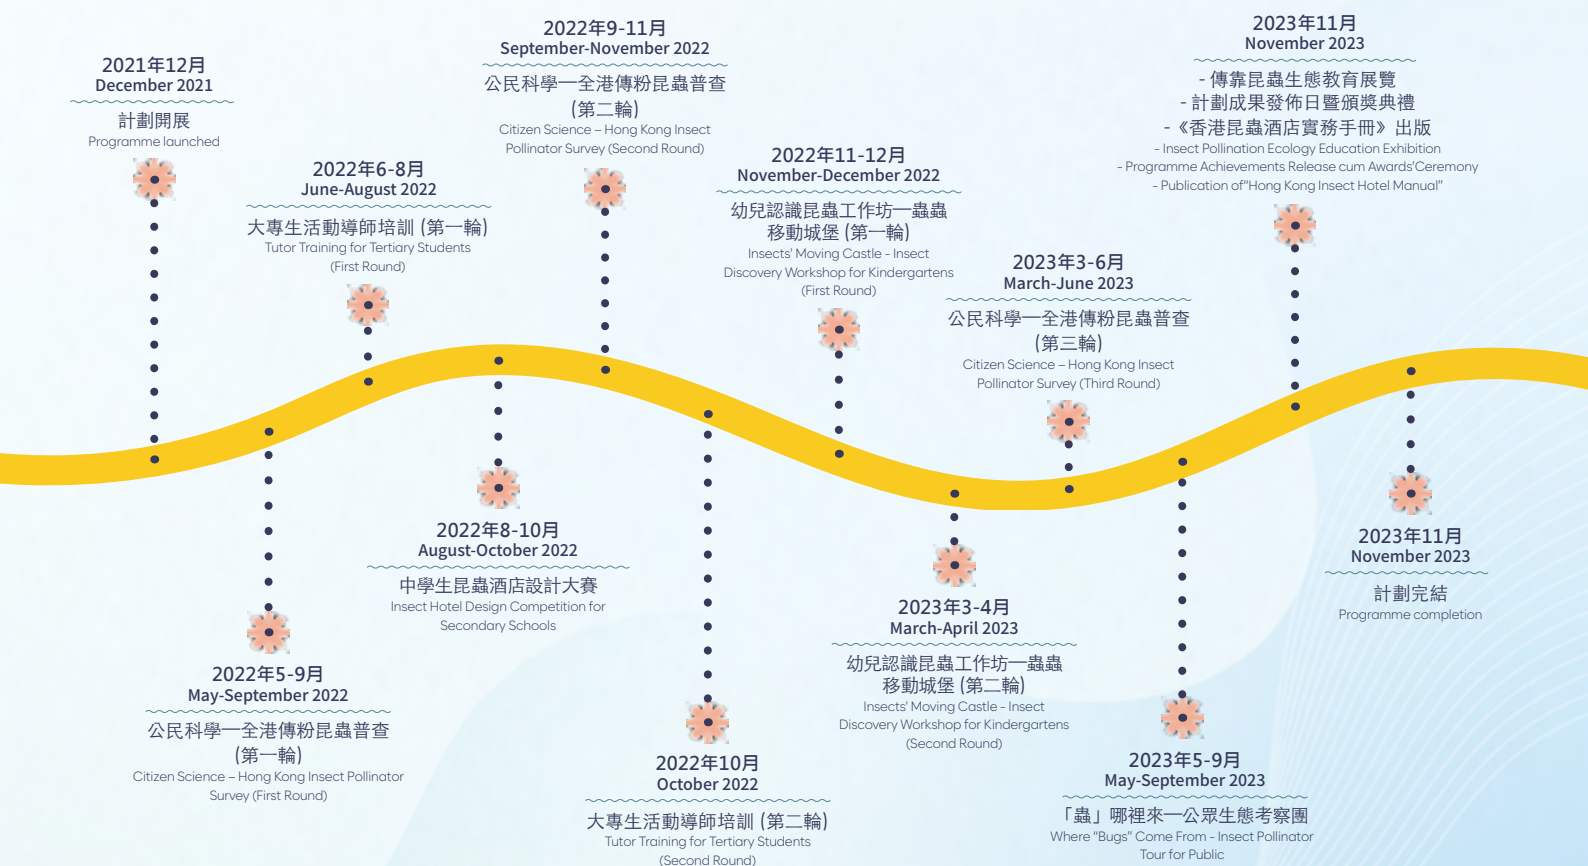 2021年12月
December 2021
計劃開展
Programme launched
2022年5-9月
May-September 2022
公民科學一全港傳粉昆蟲普查
(第一輪)
Citizen Science – Hong Kong Insect Pollinator
Survey (First Round)
2022年6-8月
June-August 2022
大專生活動導師培訓 (第一輪)
Tutor Training for Tertiary Students
(First Round)
2022年8-10月
August-October 2022
中學生昆蟲酒店設計大賽
Insect Hotel Design Competition for
Secondary Schools
2022年9-11月
September-November 2022
公民科學一全港傳粉昆蟲普查
(第二輪)
Citizen Science – Hong Kong Insect
Pollinator Survey (Second Round)
2022年10月
October 2022
大專生活動導師培訓 (第二輪)
Tutor Training for Tertiary Students
(Second Round)
2022年11-12月
November-December 2022
幼兒認識昆蟲工作坊一蟲蟲
移動城堡 (第一輪)
Insects' Moving Castle - Insect
Discovery Workshop for Kindergartens
(First Round)
2023年3-4月
March-April 2023
幼兒認識昆蟲工作坊一蟲蟲
移動城堡 (第二輪)
Insects' Moving Castle - Insect
Discovery Workshop for Kindergartens
(Second Round)
2023年3-6月
March-June 2023
公民科學一全港傳粉昆蟲普查
(第三輪)
Citizen Science – Hong Kong Insect
Pollinator Survey (Third Round)
2023年5-9月
May-September 2023
「蟲」哪裡來一公眾生態考察團
Where "Bugs" Come From - Insect Pollinator
Tour for Public
2023年11月
November 2023
- 傳靠昆蟲生態教育展覽
- 計劃成果發佈日暨頒獎典禮
-《香港昆蟲酒店實務手冊》出版
- Insect Pollination Ecology Education Exhibition
- Programme Achievements Release cum Awards'Ceremony
- Publication of"Hong Kong Insect Hotel Manual"
2023年11月
November 2023
計劃完結
Programme completion